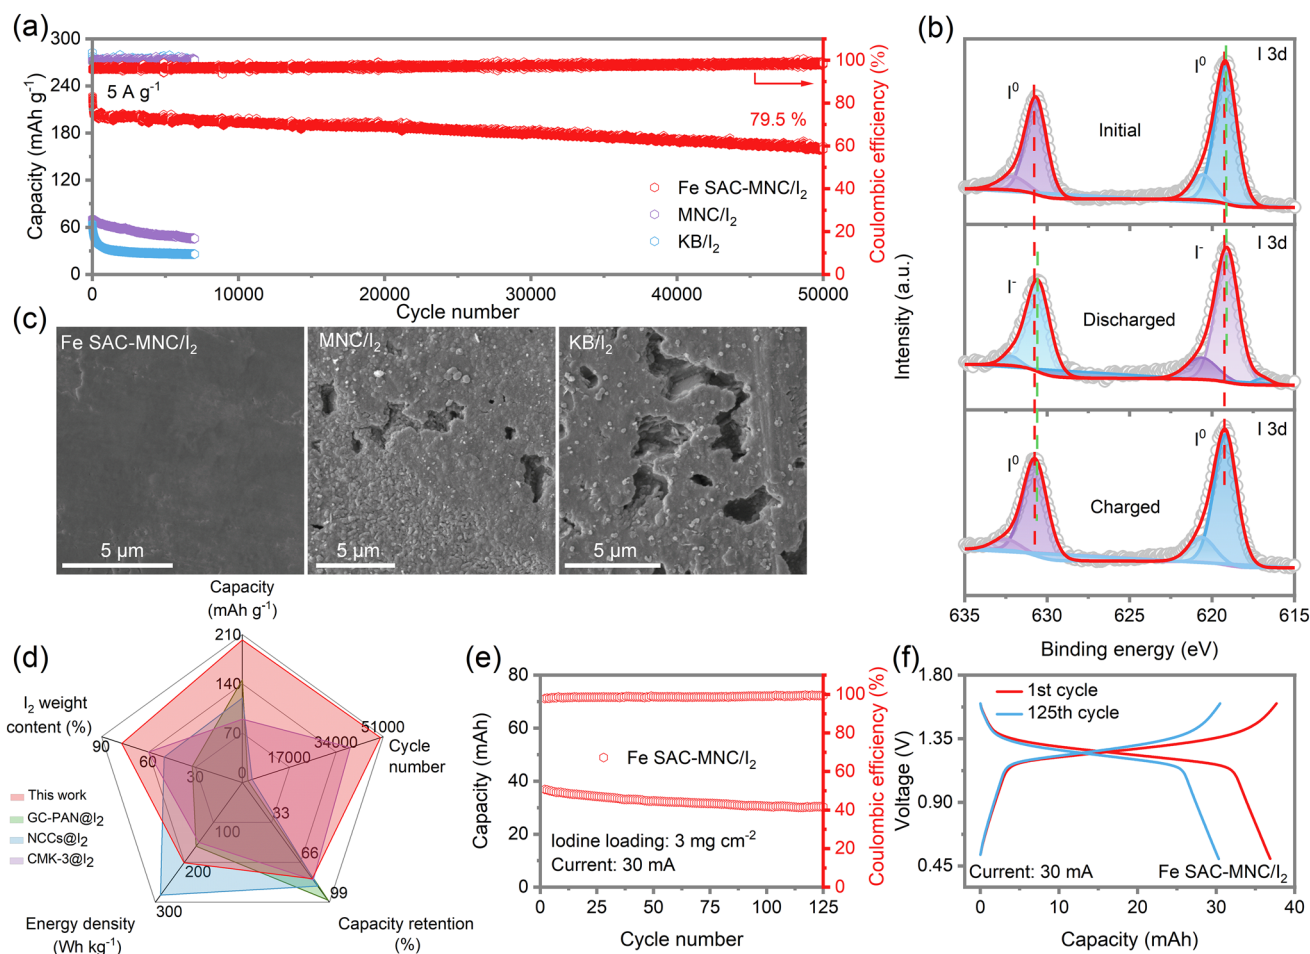 (a)
300
240
180
120
60
0
Capacity (mAh g⁻¹)
5 A g⁻¹
79.5 %
Fe SAC-MNC/I₂
MNC/I₂
KB/I₂
100
80
60
40
20
0
Coulombic efficiency (%)
0 10000 20000 30000 40000 50000
Cycle number
(b)
I 3d
I⁰
I⁰
Initial
I 3d
I⁻
I⁻
Discharged
I 3d
I⁰
I⁰
Charged
Intensity (a.u.)
635 630 625 620 615
Binding energy (eV)
(c)
Fe SAC-MNC/I₂
5 μm
MNC/I₂
5 μm
KB/I₂
5 μm
(d)
Capacity
(mAh g⁻¹)
210
140
70
0
I₂ weight
content (%)
90
60
30
51000
34000
17000
Cycle
number
33
66
99
100
200
300
This work
GC-PAN@I₂
NCCs@I₂
CMK-3@I₂
Energy density
(Wh kg⁻¹)
Capacity retention
(%)
(e)
80
60
40
20
0
Capacity (mAh)
Fe SAC-MNC/I₂
Iodine loading: 3 mg cm⁻²
Current: 30 mA
100
80
60
40
20
0
Coulombic efficiency (%)
0 25 50 75 100 125
Cycle number
(f)
1.80
1.35
0.90
0.45
Voltage (V)
1st cycle
125th cycle
Current: 30 mA
Fe SAC-MNC/I₂
0 10 20 30 40
Capacity (mAh)